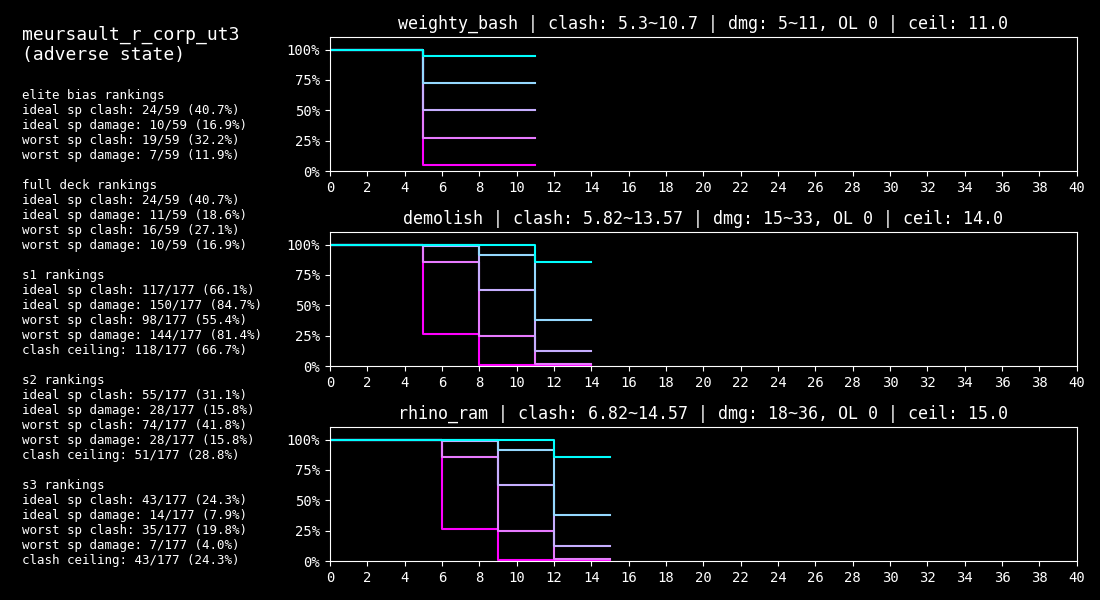 meursault_r_corp_ut3
(adverse state)
elite bias rankings
ideal sp clash: 24/59 (40.7%)
ideal sp damage: 10/59 (16.9%)
worst sp clash: 19/59 (32.2%)
worst sp damage: 7/59 (11.9%)
full deck rankings
ideal sp clash: 24/59 (40.7%)
ideal sp damage: 11/59 (18.6%)
worst sp clash: 16/59 (27.1%)
worst sp damage: 10/59 (16.9%)
s1 rankings
ideal sp clash: 117/177 (66.1%)
ideal sp damage: 150/177 (84.7%)
worst sp clash: 98/177 (55.4%)
worst sp damage: 144/177 (81.4%)
clash ceiling: 118/177 (66.7%)
s2 rankings
ideal sp clash: 55/177 (31.1%)
ideal sp damage: 28/177 (15.8%)
worst sp clash: 74/177 (41.8%)
worst sp damage: 28/177 (15.8%)
clash ceiling: 51/177 (28.8%)
s3 rankings
ideal sp clash: 43/177 (24.3%)
ideal sp damage: 14/177 (7.9%)
worst sp clash: 35/177 (19.8%)
worst sp damage: 7/177 (4.0%)
clash ceiling: 43/177 (24.3%)
weighty_bash | clash: 5.3~10.7 | dmg: 5~11, OL 0 | ceil: 11.0
100%
75%
50%
25%
0%
0 2 4 6 8 10 12 14 16 18 20 22 24 26 28 30 32 34 36 38 40
demolish | clash: 5.82~13.57 | dmg: 15~33, OL 0 | ceil: 14.0
100%
75%
50%
25%
0%
0 2 4 6 8 10 12 14 16 18 20 22 24 26 28 30 32 34 36 38 40
rhino_ram | clash: 6.82~14.57 | dmg: 18~36, OL 0 | ceil: 15.0
100%
75%
50%
25%
0%
0 2 4 6 8 10 12 14 16 18 20 22 24 26 28 30 32 34 36 38 40